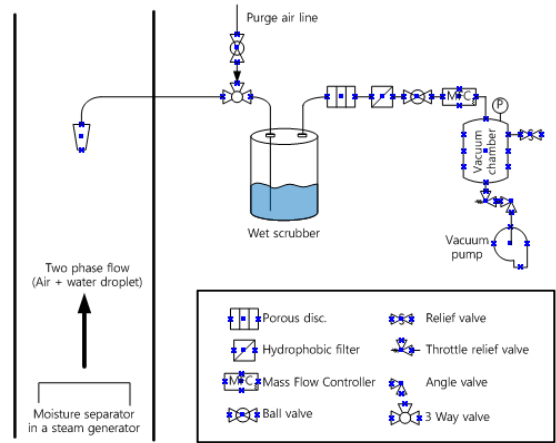 Purge air line
MFC
P
Vacuum
chamber
Wet scrubber
Vacuum
pump
Two phase flow
(Air + water droplet)
Moisture separator
in a steam generator
Porous disc.
Relief valve
Hydrophobic filter
Throttle relief valve
MFC Mass Flow Controller
Angle valve
Ball valve
3 Way valve